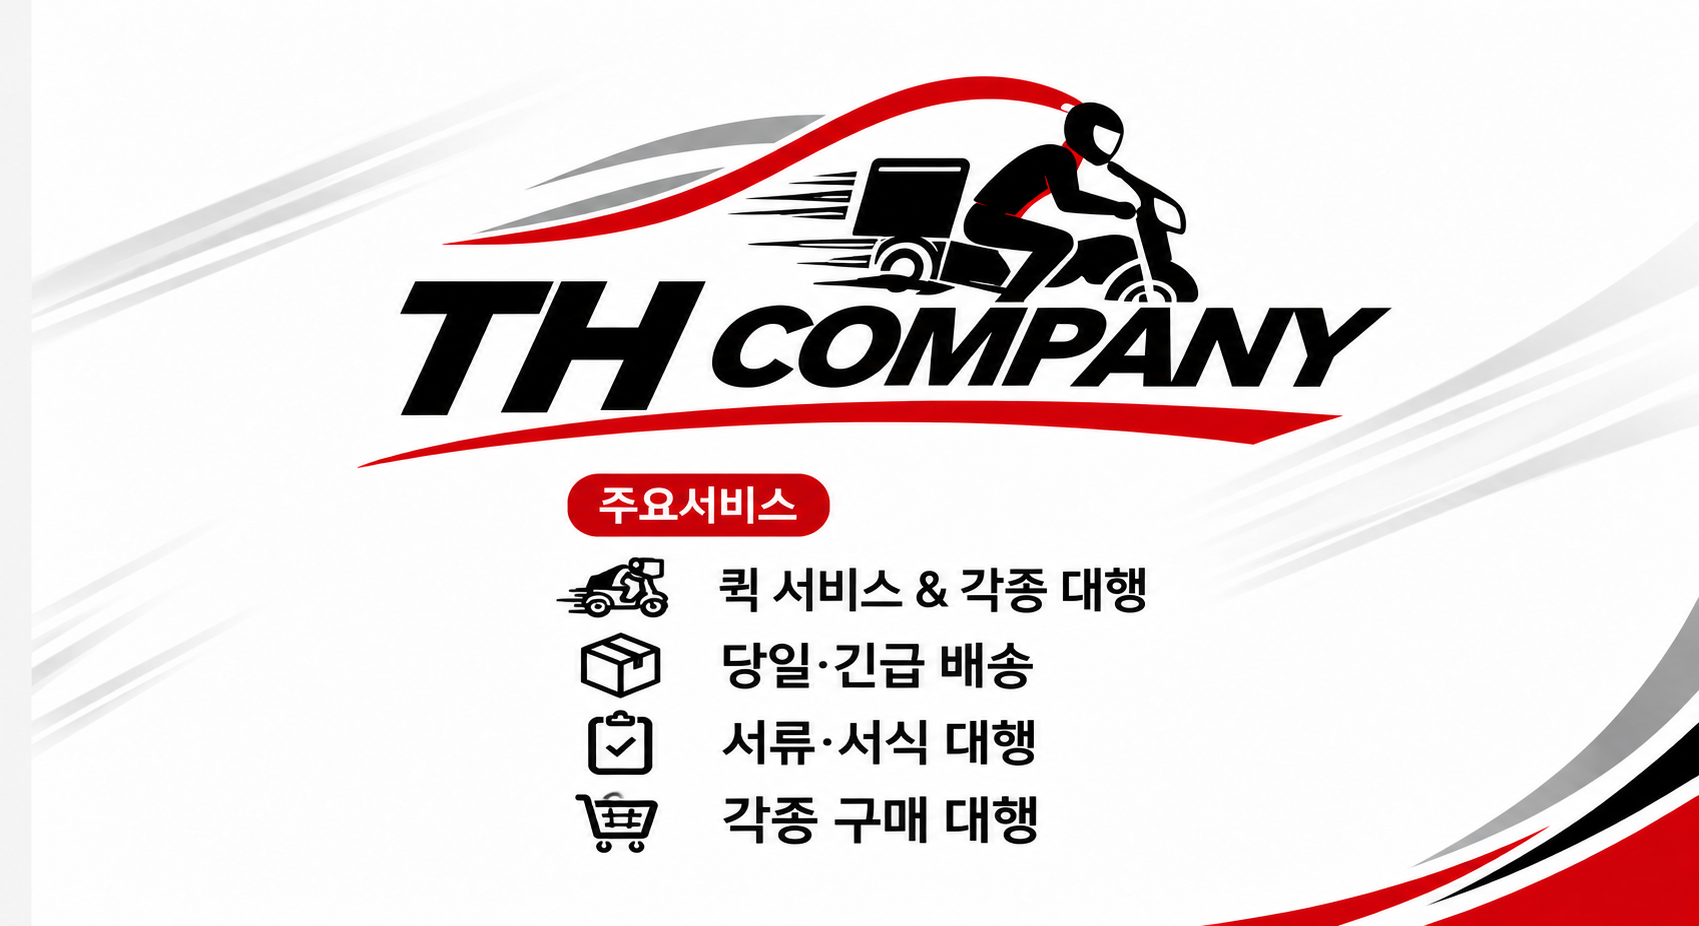 TH COMPANY
주요서비스
퀵 서비스 & 각종 대행
당일·긴급 배송
서류·서식 대행
각종 구매 대행